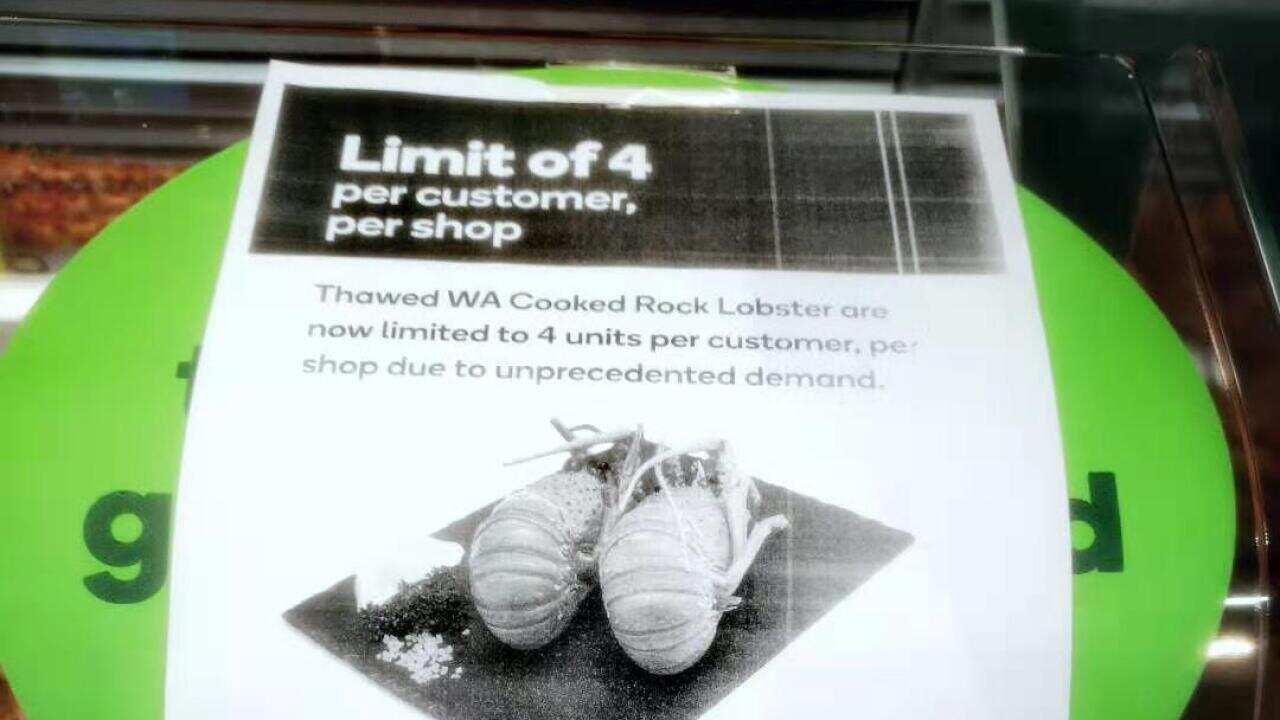 Limit of 4
per customer,
per shop
Thawed WA Cooked Rock Lobster are
now limited to 4 units per customer, per
shop due to unprecedented demand.
g
d